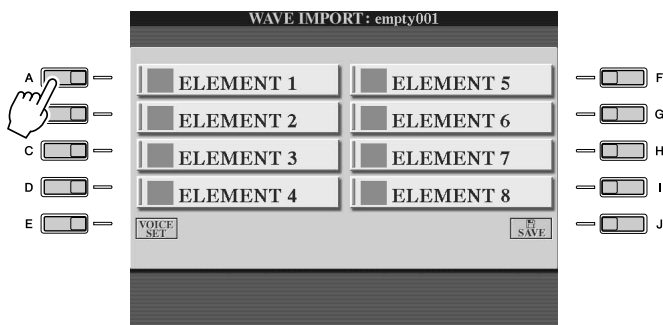 WAVE IMPORT: empty001
A ELEMENT 1 ELEMENT 5 F
ELEMENT 2 ELEMENT 6 G
C ELEMENT 3 ELEMENT 7 H
D ELEMENT 4 ELEMENT 8 I
E VOICE SET SAVE J